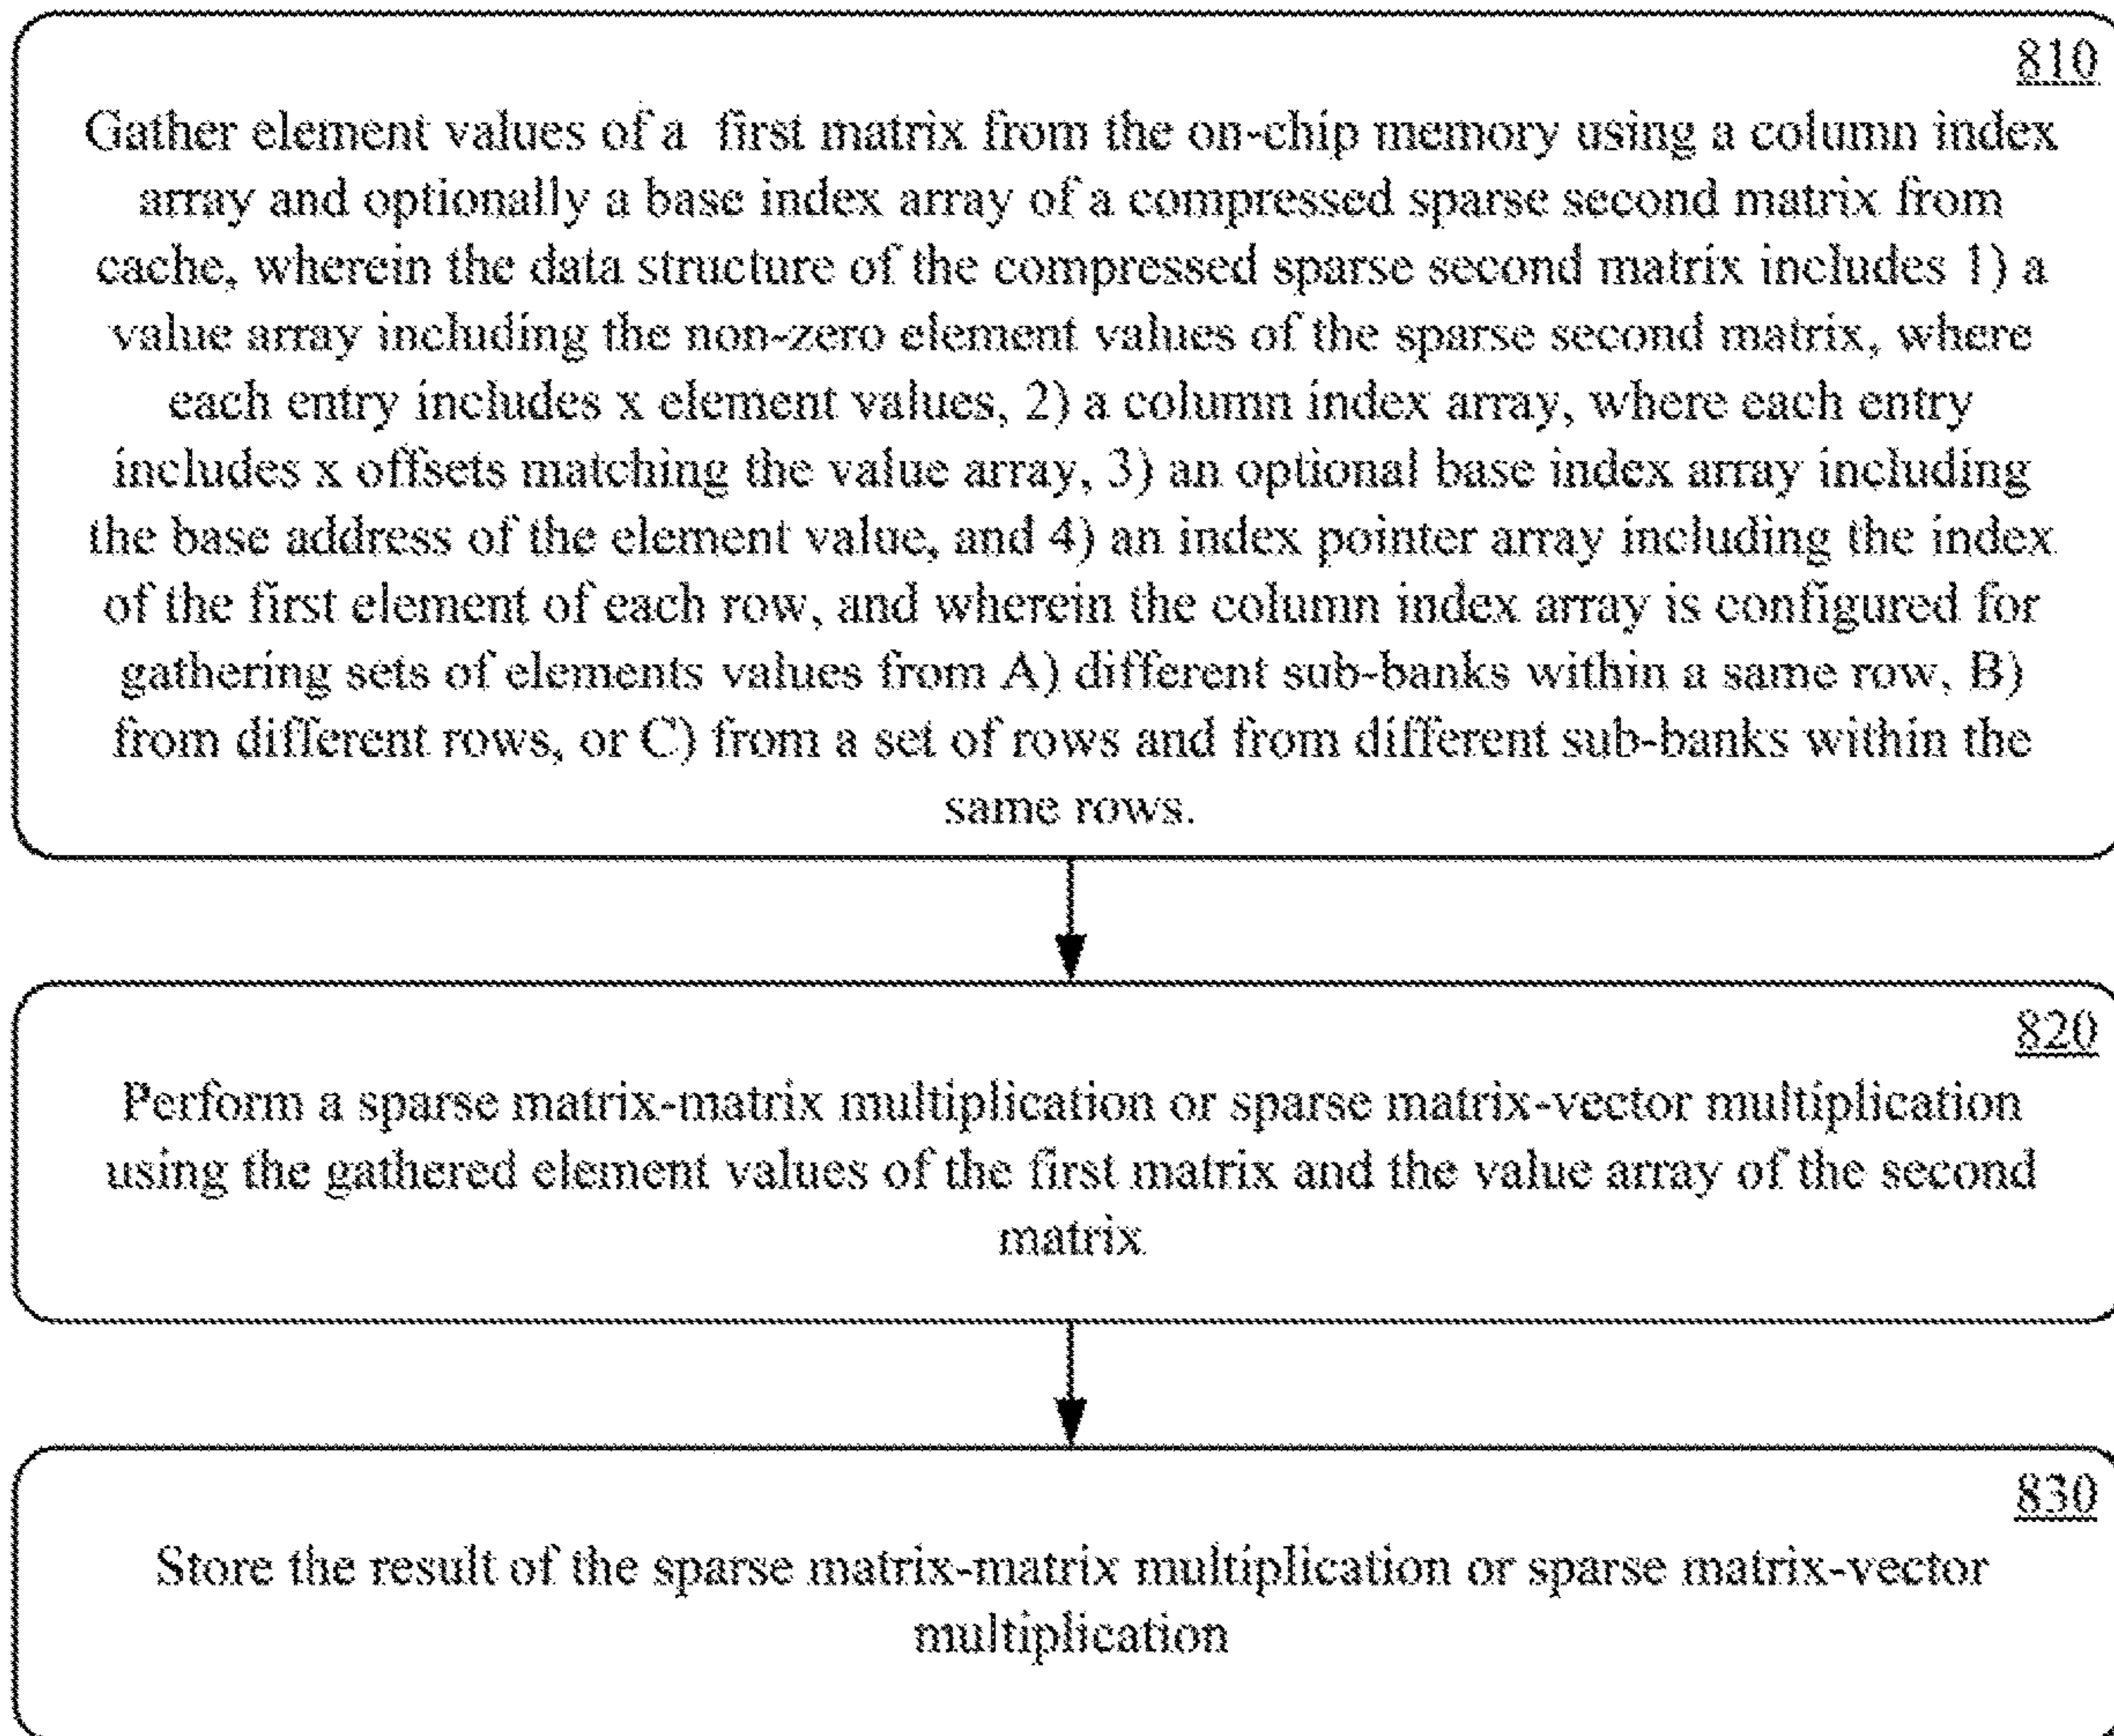 810
Gather element values of a first matrix from the on-chip memory using a column index
array and optionally a base index array of a compressed sparse second matrix from
cache, wherein the data structure of the compressed sparse second matrix includes 1) a
value array including the non-zero element values of the sparse second matrix, where
each entry includes x element values, 2) a column index array, where each entry
includes x offsets matching the value array, 3) an optional base index array including
the base address of the element value, and 4) an index pointer array including the index
of the first element of each row, and wherein the column index array is configured for
gathering sets of elements values from A) different sub-banks within a same row, B)
from different rows, or C) from a set of rows and from different sub-banks within the
same rows.
820
Perform a sparse matrix-matrix multiplication or sparse matrix-vector multiplication
using the gathered element values of the first matrix and the value array of the second
matrix
830
Store the result of the sparse matrix-matrix multiplication or sparse matrix-vector
multiplication